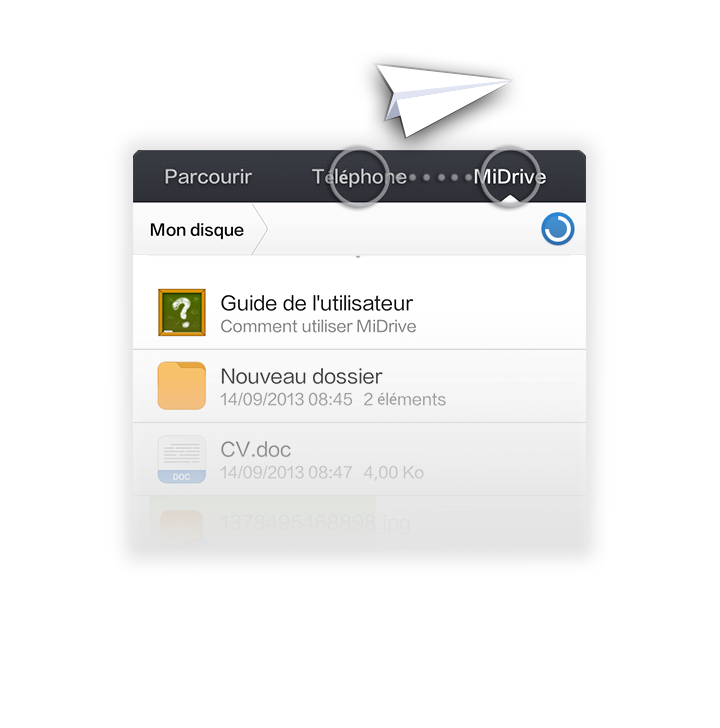 Parcourir Téléphone MiDrive
Mon disque
Guide de l'utilisateur
Comment utiliser MiDrive
Nouveau dossier
14/09/2013 08:45 2 éléments
CV.doc
14/09/2013 08:47 4,00 Ko
DOC
1378495468898.jpg